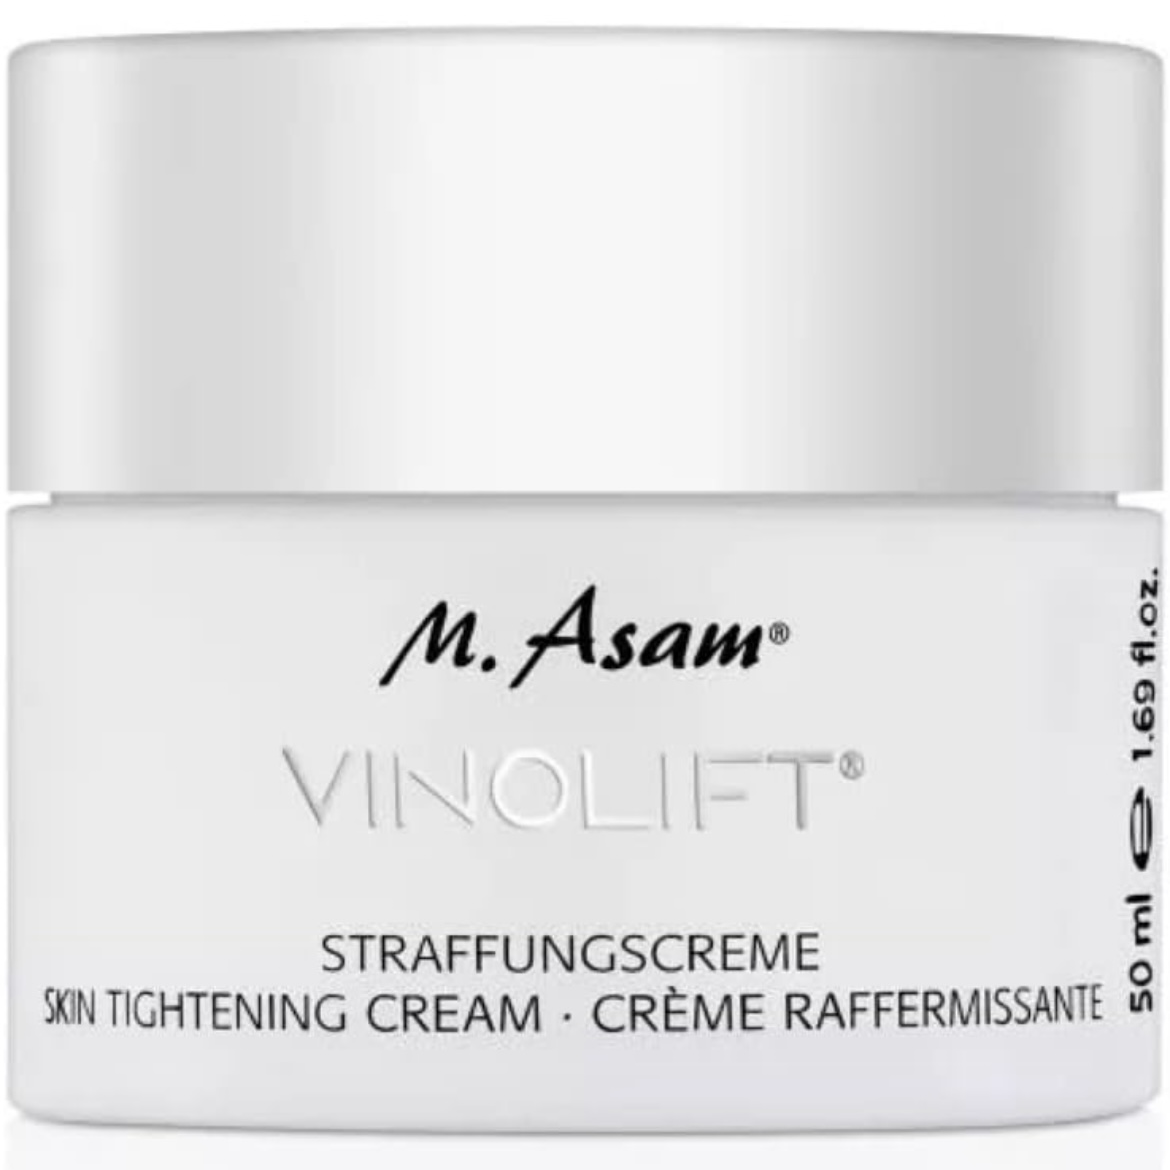 M. Asam®
VINOLIFT®
STRAFFUNGSCREME
SKIN TIGHTENING CREAM · CRÈME RAFFERMISSANTE
50 ml ℮ 1.69 fl.oz.